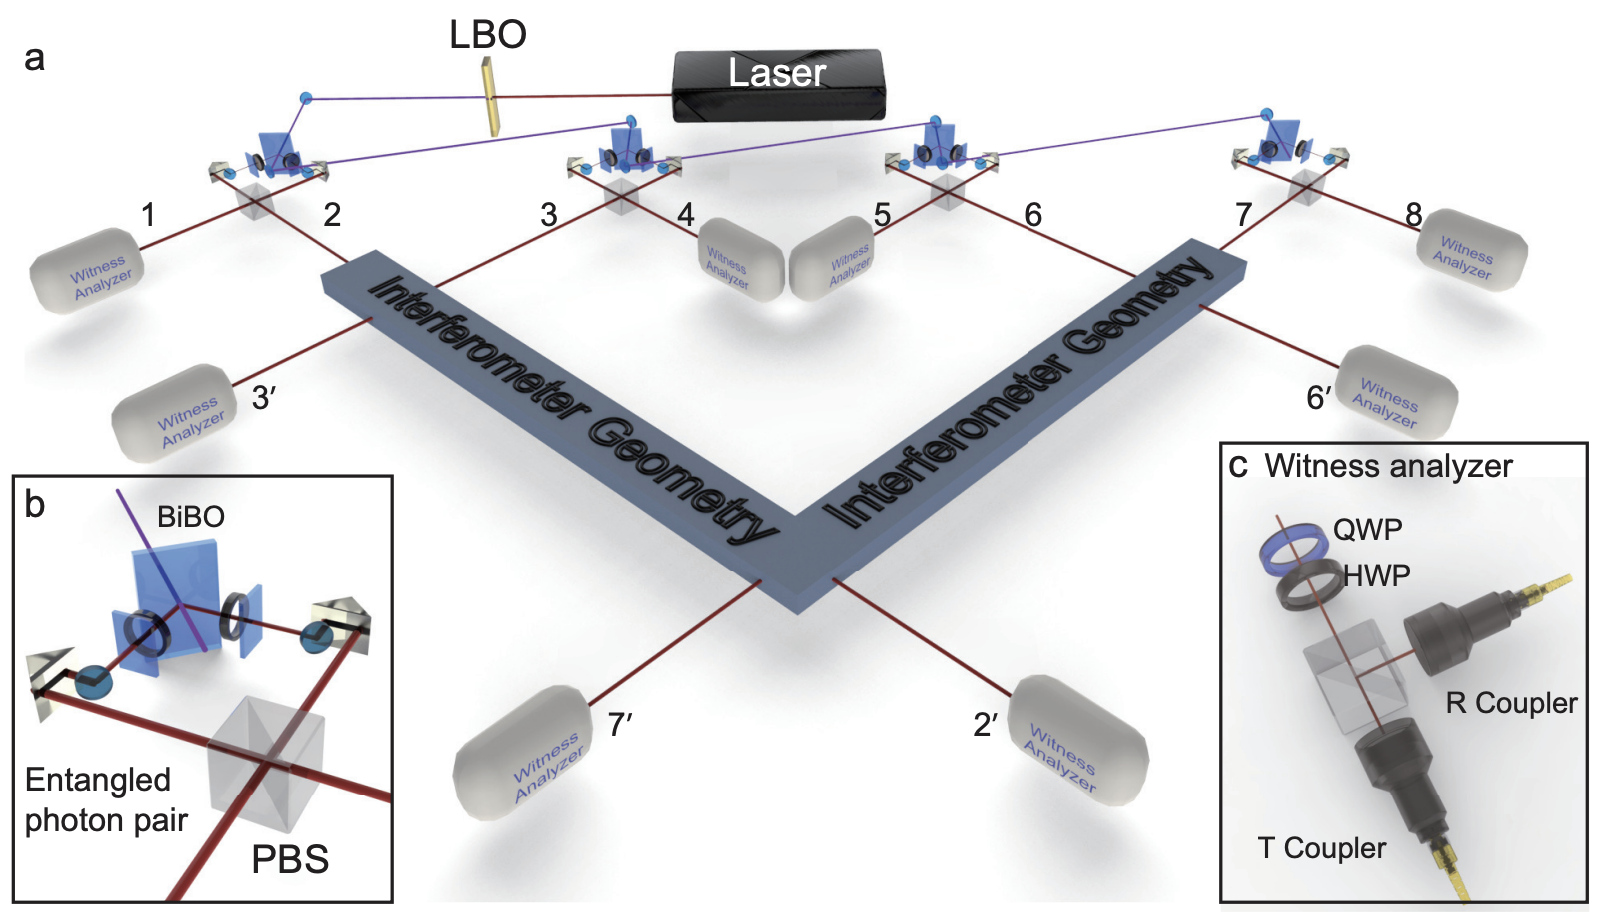 a
LBO
Laser
1
2
3
4
5
6
7
8
Witness
Analyzer
Witness
Analyzer
Witness
Analyzer
Witness
Analyzer
Interferometer Geometry
Interferometer Geometry
Witness
Analyzer
3′
6′
Witness
Analyzer
7′
2′
Witness
Analyzer
Witness
Analyzer
b
BiBO
Entangled
photon pair
PBS
c Witness analyzer
QWP
HWP
R Coupler
T Coupler